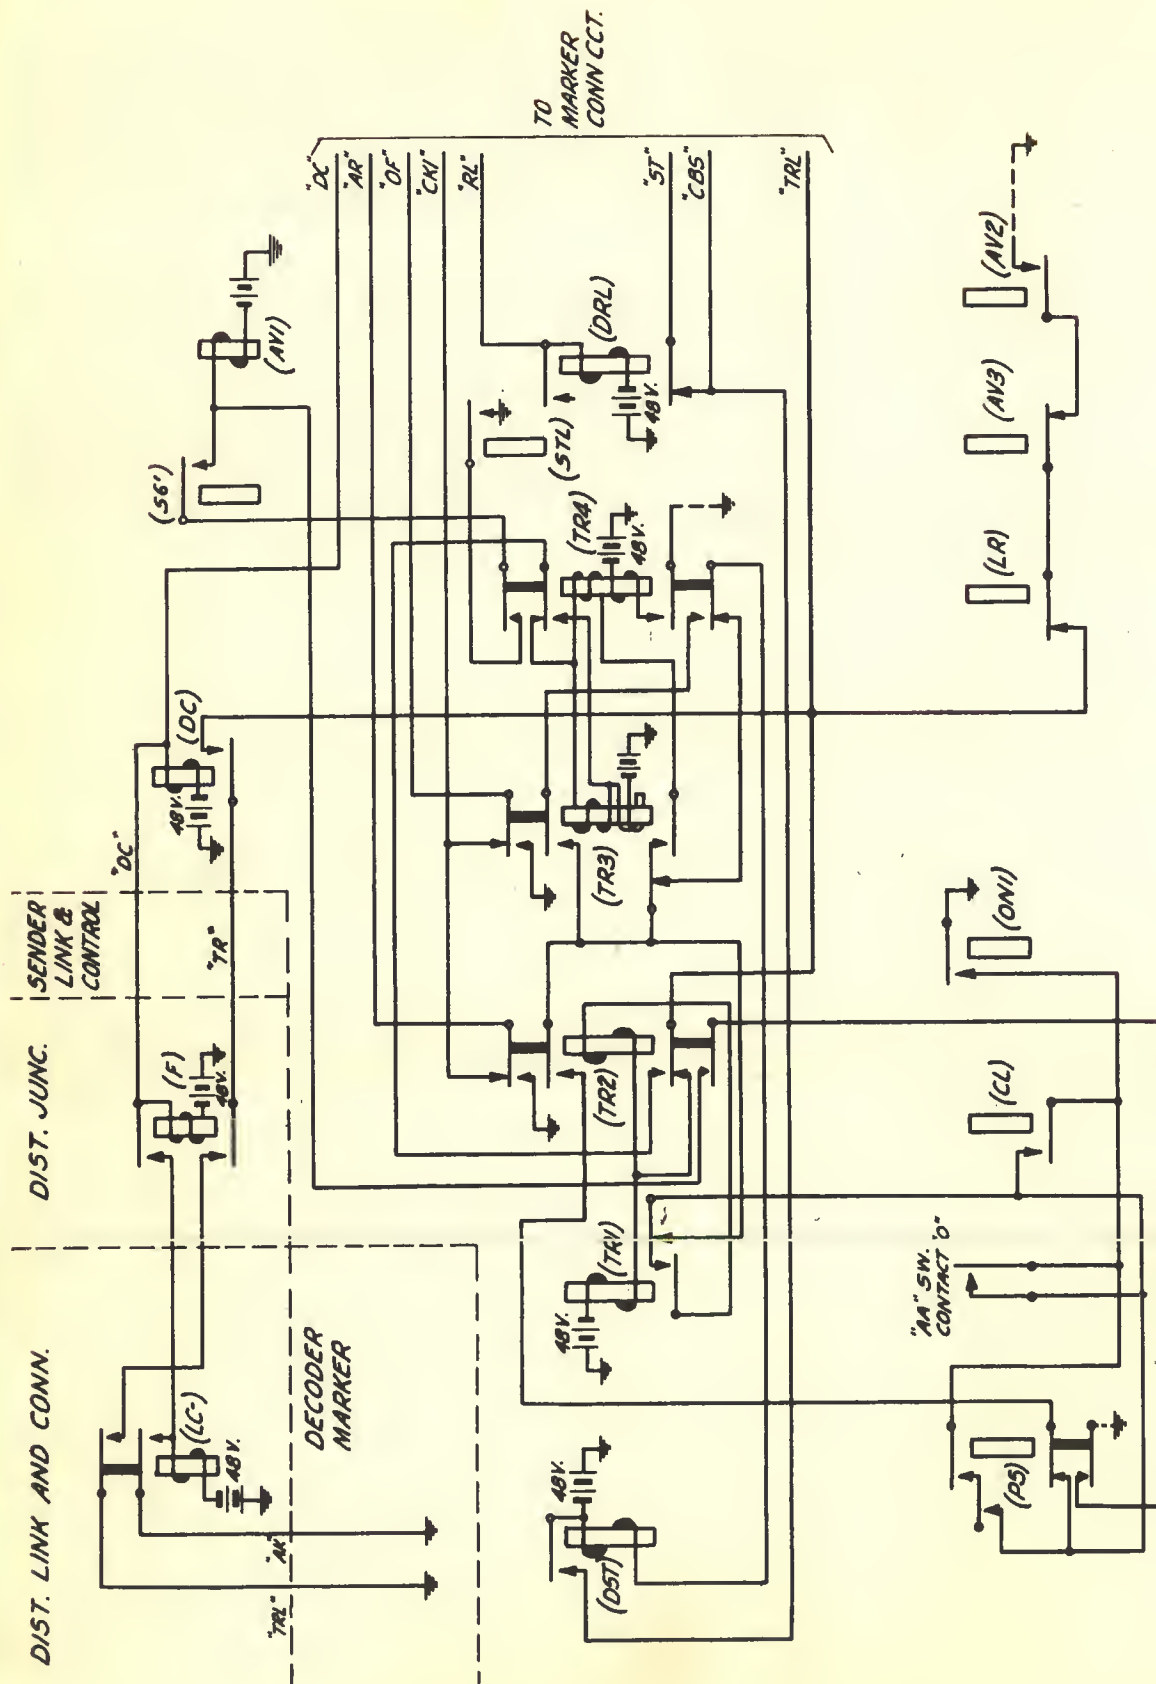 DIST. LINK AND CONN.
DIST. JUNC.
SENDER
LINK &
CONTROL
DECODER
MARKER
"TRL"
"AK"
(LC-)
48V.
(F)
48V.
"DC"
"TR"
48V.
(DC)
(S6')
(AV1)
TO
MARKER
CONN CCT.
"DC"
"AR"
"OF"
"CK1"
"RL"
"ST"
"CBS"
"TRL"
(DST)
48V.
48V.
(TRV)
(TR2)
(TR3)
(TR4)
48V.
(STL)
(DRL)
48V.
(PS)
"AA" SW.
CONTACT "O"
(CL)
(ON1)
(LR)
(AV3)
(AV2)